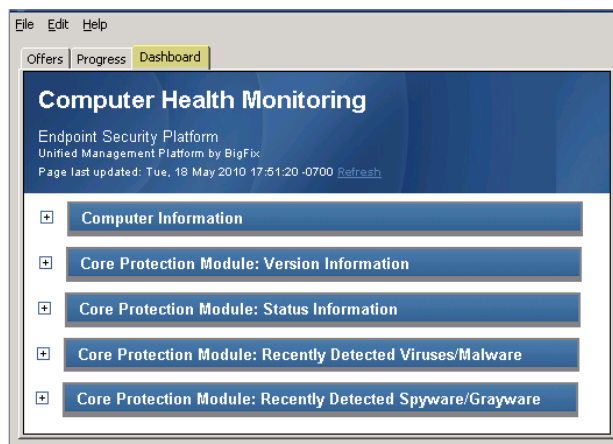 File Edit Help
Offers Progress Dashboard
Computer Health Monitoring
Endpoint Security Platform
Unified Management Platform by BigFix
Page last updated: Tue, 18 May 2010 17:51:20 -0700 Refresh
Computer Information
Core Protection Module: Version Information
Core Protection Module: Status Information
Core Protection Module: Recently Detected Viruses/Malware
Core Protection Module: Recently Detected Spyware/Grayware